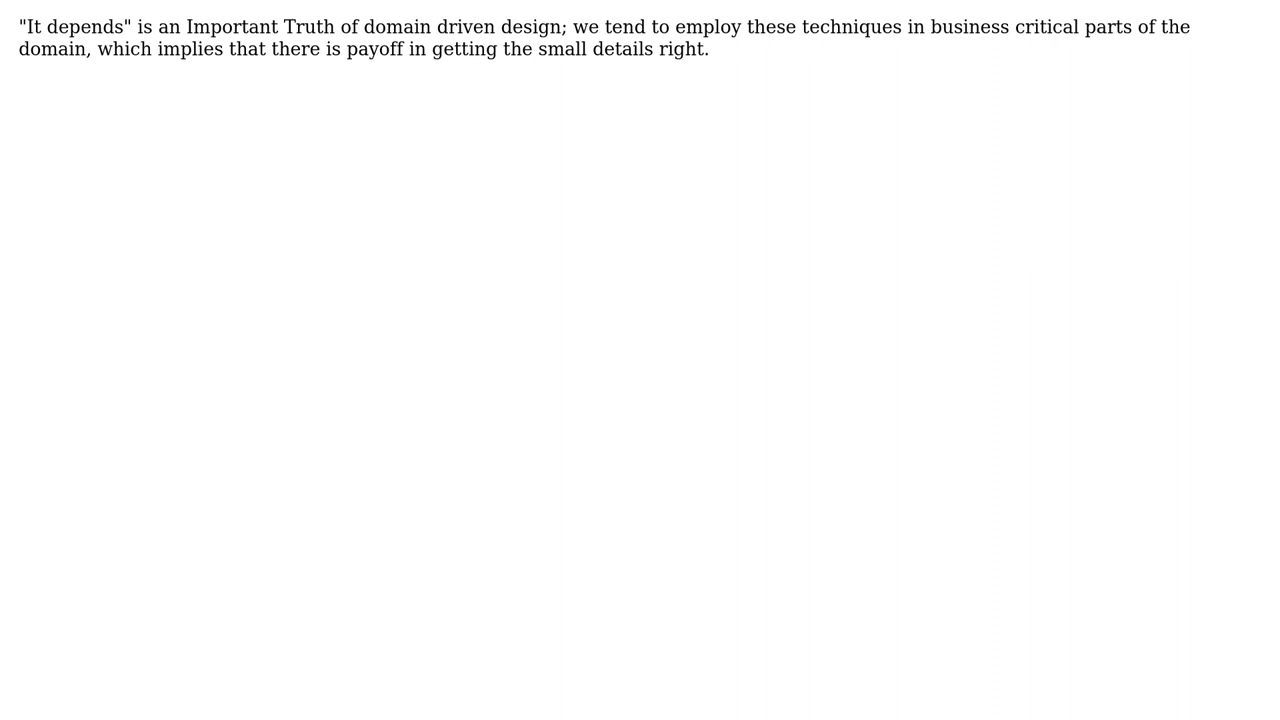 "It depends" is an Important Truth of domain driven design; we tend to employ these techniques in business critical parts of the
domain, which implies that there is payoff in getting the small details right.